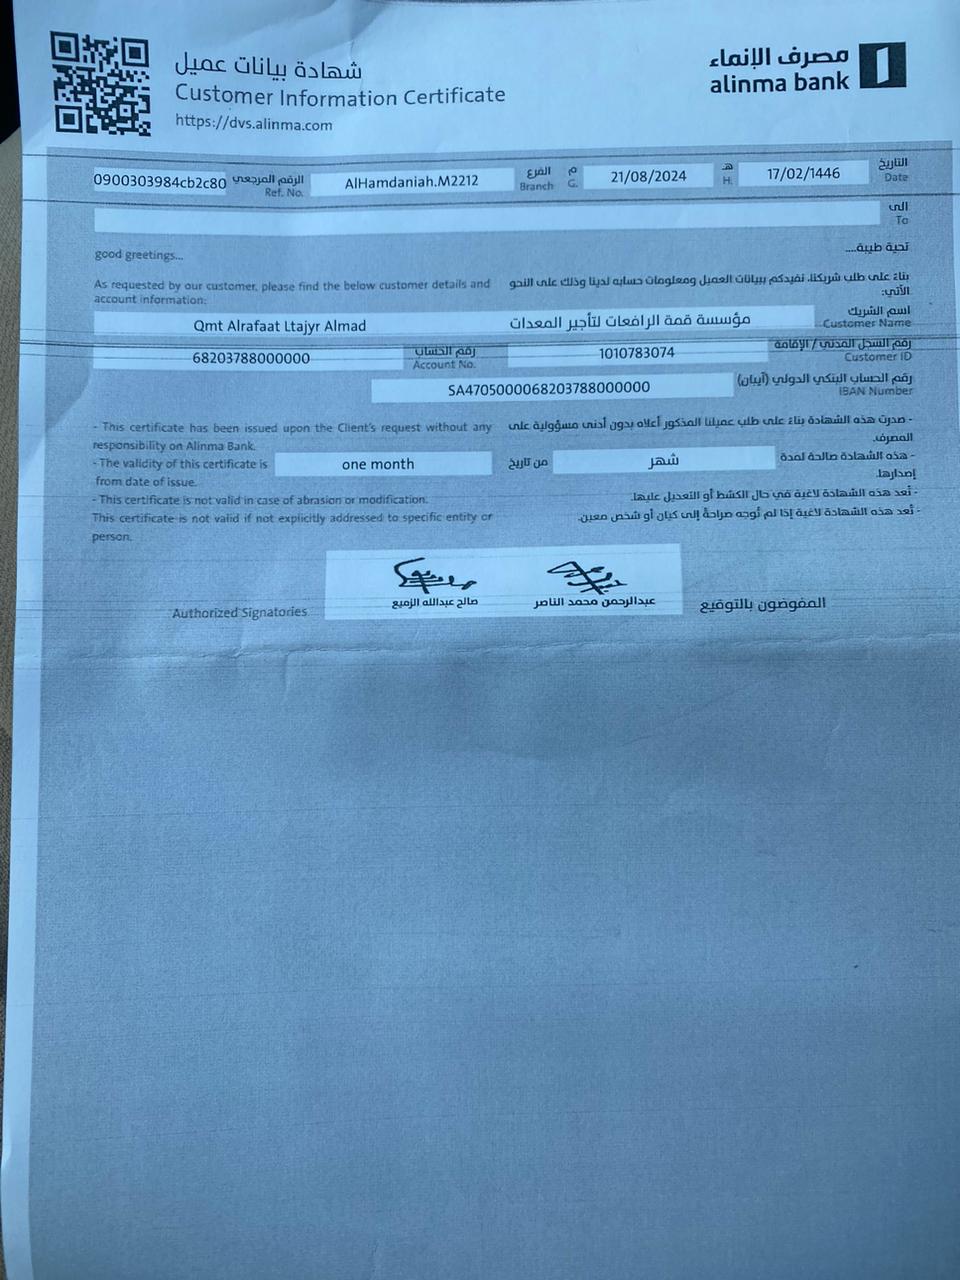 شهادة بيانات عميل
Customer Information Certificate
https://dvs.alinma.com
مصرف الإنماء
alinma bank
التاريخ
Date
17/02/1446
هـ
H.
21/08/2024
م
G.
الفرع
Branch
AlHamdaniah.M2212
الرقم المرجعي
Ref. No.
0900303984cb2c80
الى
To
تحية طيبة....
good greetings...
بناءً على طلب شريكنا، نفيدكم ببيانات العميل ومعلومات حسابه لدينا وذلك على النحو
الآتي:
As requested by our customer, please find the below customer details and
account information:
اسم الشريك
Customer Name
مؤسسة قمة الرافعات لتأجير المعدات
Qmt Alrafaat Ltajyr Almad
رقم السجل المدني / الإقامة
Customer ID
1010783074
رقم الحساب
Account No.
68203788000000
رقم الحساب البنكي الدولي (آيبان)
IBAN Number
SA4705000068203788000000
- صدرت هذه الشهادة بناءً على طلب عميلنا المذكور أعلاه بدون أدنى مسؤولية على
المصرف.
- This certificate has been issued upon the Client's request without any
responsibility on Alinma Bank.
- هذه الشهادة صالحة لمدة
شهر
من تاريخ
إصدارها.
- The validity of this certificate is
one month
from date of issue.
- تُعد هذه الشهادة لاغية في حال الكشط أو التعديل عليها.
- This certificate is not valid in case of abrasion or modification.
- تُعد هذه الشهادة لاغية إذا لم تُوجه صراحةً إلى كيان أو شخص معين.
This certificate is not valid if not explicitly addressed to specific entity or
person.
المفوضون بالتوقيع
عبدالرحمن محمد الناصر
صالح عبدالله الزميع
Authorized Signatories